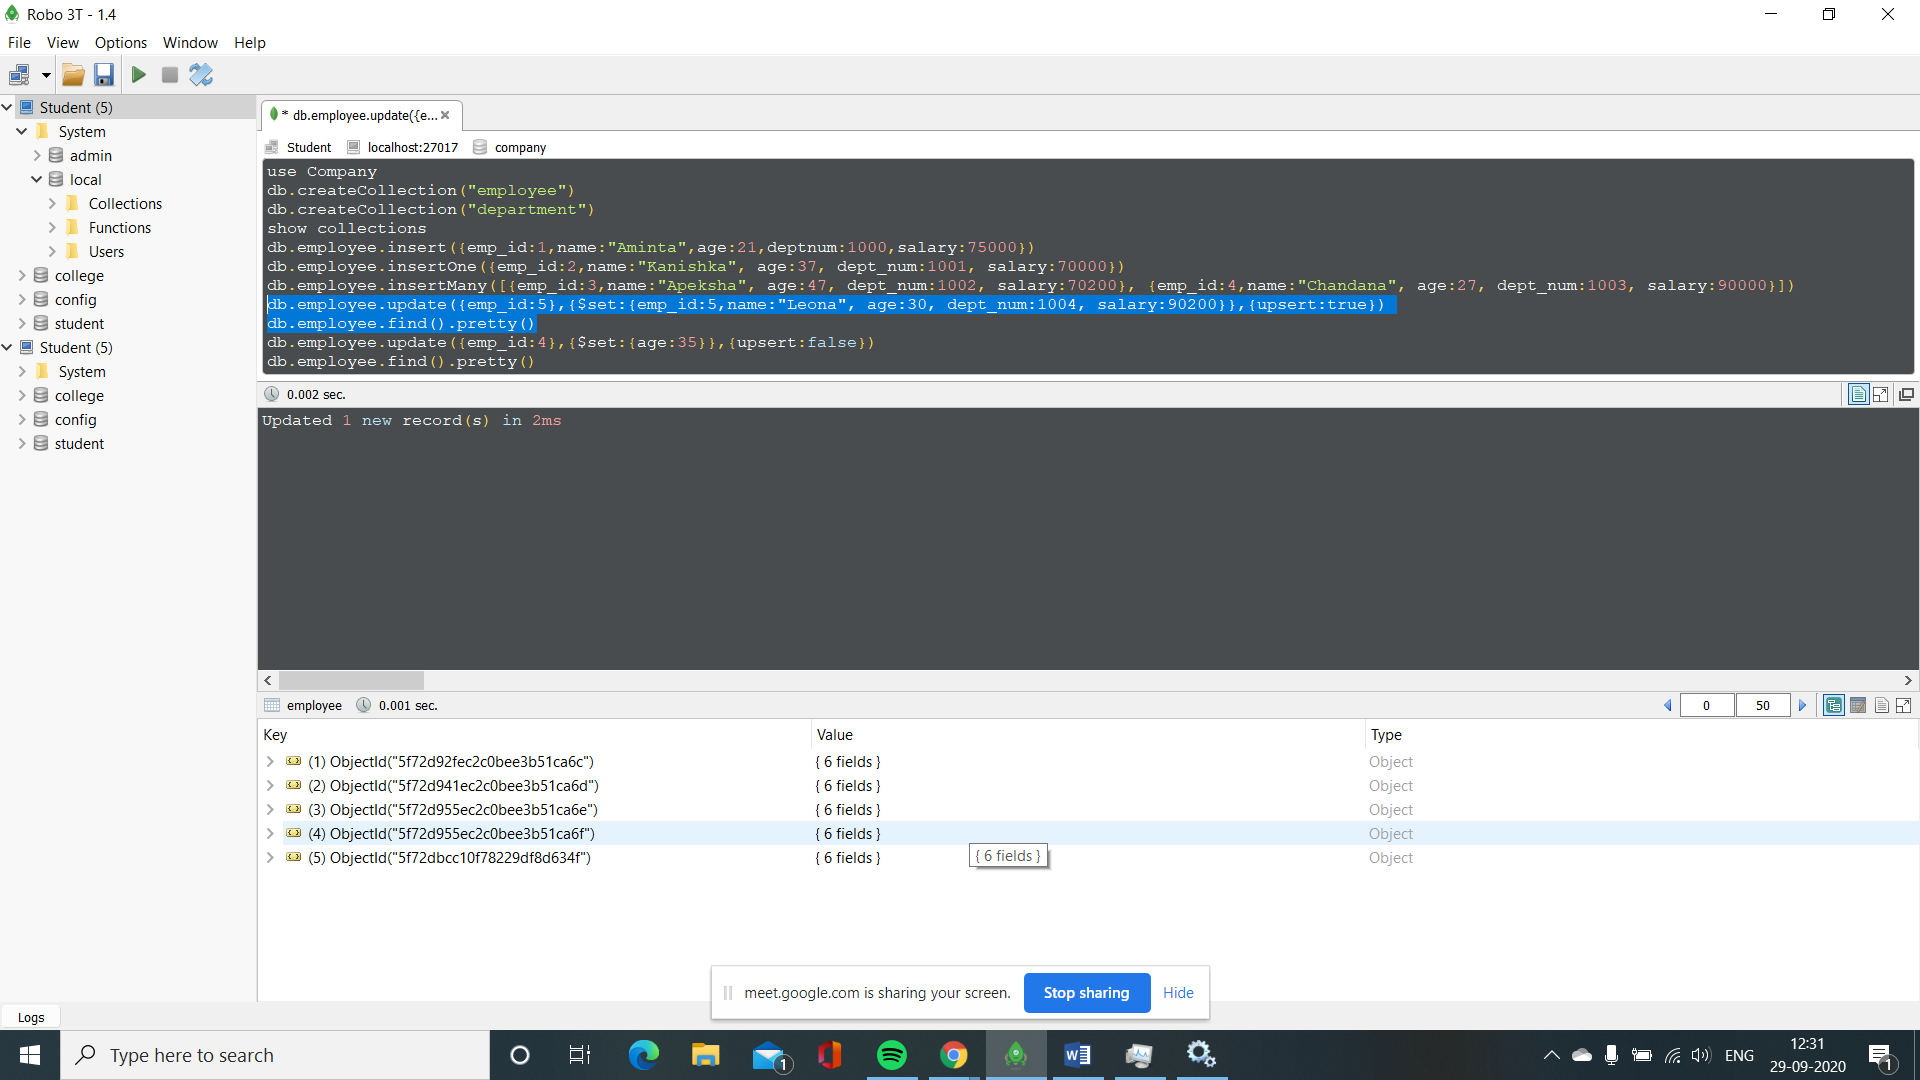 Robo 3T - 1.4
File View Options Window Help
Student (5)
System
admin
local
Collections
Functions
Users
college
config
student
Student (5)
System
college
config
student
* db.employee.update({e...
Student localhost:27017 company
use Company
db.createCollection("employee")
db.createCollection("department")
show collections
db.employee.insert({emp_id:1,name:"Aminta",age:21,deptnum:1000,salary:75000})
db.employee.insertOne({emp_id:2,name:"Kanishka", age:37, dept_num:1001, salary:70000})
db.employee.insertMany([{emp_id:3,name:"Apeksha", age:47, dept_num:1002, salary:70200}, {emp_id:4,name:"Chandana", age:27, dept_num:1003, salary:90000}])
db.employee.update({emp_id:5},{$set:{emp_id:5,name:"Leona", age:30, dept_num:1004, salary:90200}},{upsert:true})
db.employee.find().pretty()
db.employee.update({emp_id:4},{$set:{age:35}},{upsert:false})
db.employee.find().pretty()
0.002 sec.
Updated 1 new record(s) in 2ms
employee 0.001 sec. 0 50
Key Value Type
(1) ObjectId("5f72d92fec2c0bee3b51ca6c") { 6 fields } Object
(2) ObjectId("5f72d941ec2c0bee3b51ca6d") { 6 fields } Object
(3) ObjectId("5f72d955ec2c0bee3b51ca6e") { 6 fields } Object
(4) ObjectId("5f72d955ec2c0bee3b51ca6f") { 6 fields } Object
(5) ObjectId("5f72dbcc10f78229df8d634f") { 6 fields } Object
{ 6 fields }
meet.google.com is sharing your screen. Stop sharing Hide
Logs
Type here to search
1
ENG
12:31
29-09-2020
1